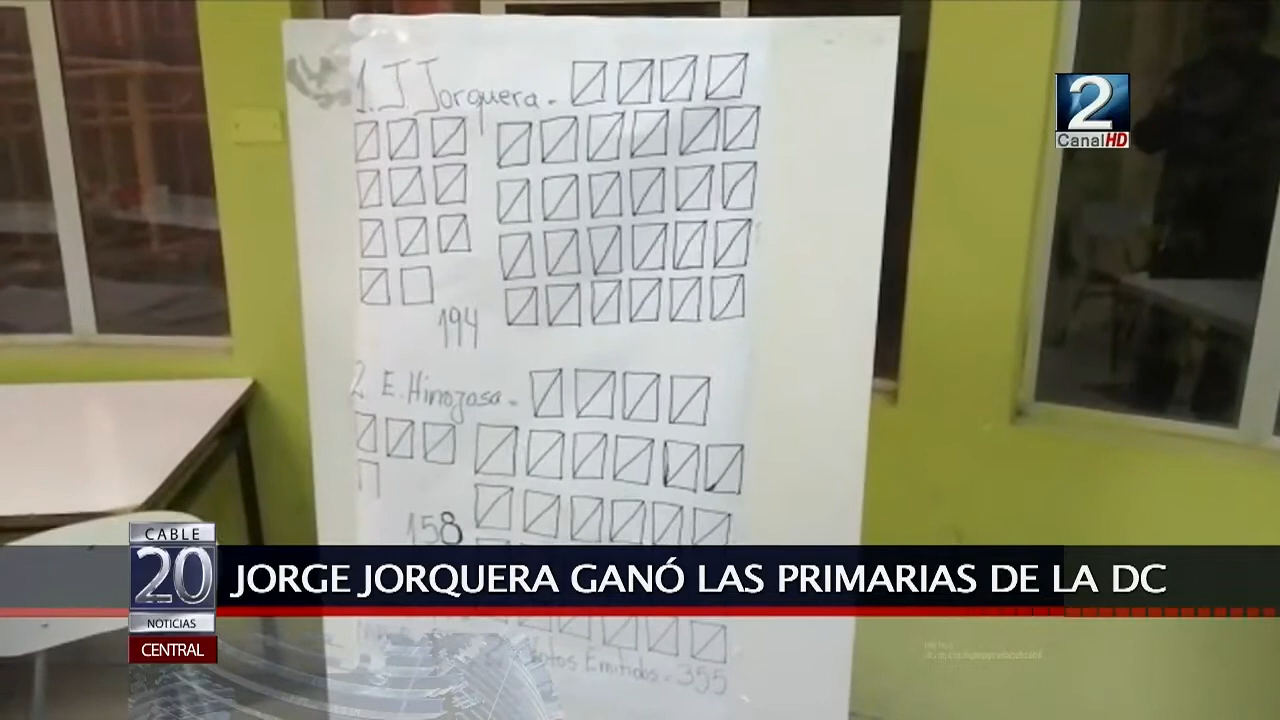 1. J. Jorquera -
194
2 E. Hinojosa -
158
Votos Emitidos - 355
2
Canal HD
CABLE
20
NOTICIAS
CENTRAL
JORGE JORQUERA GANÓ LAS PRIMARIAS DE LA DC